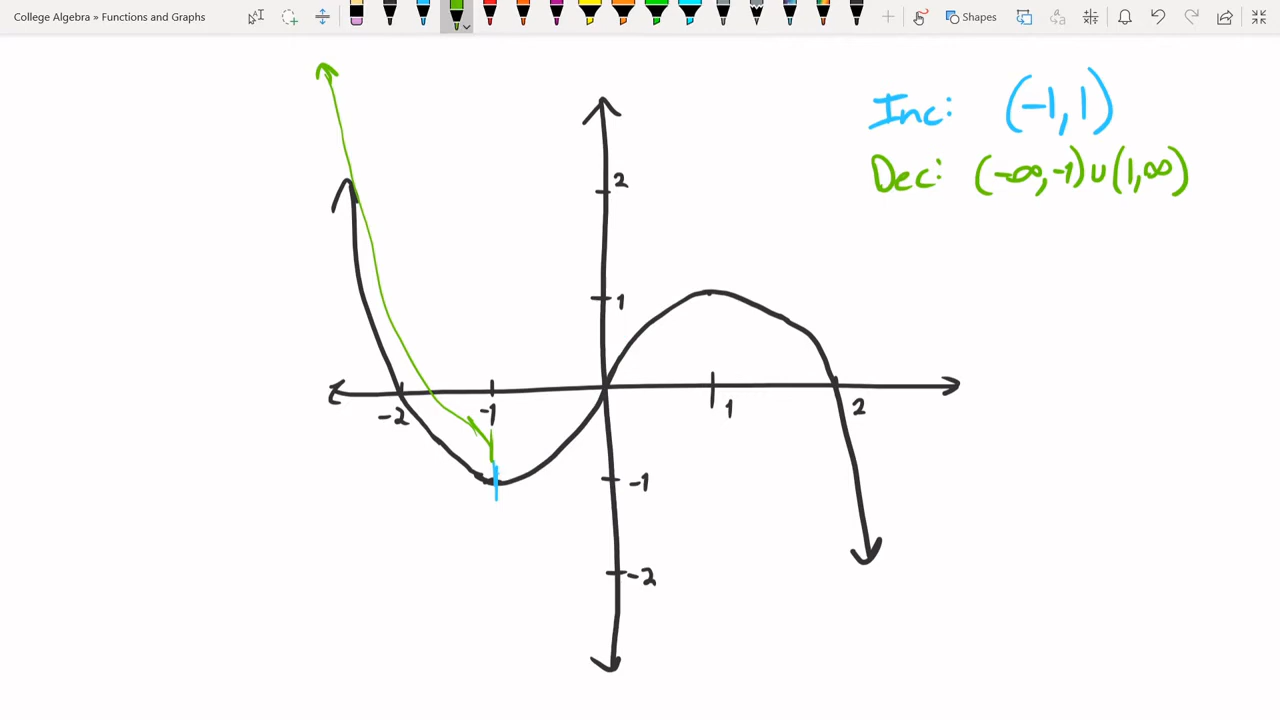 College Algebra » Functions and Graphs
Shapes
Inc: (-1, 1)
Dec: (-∞, -1) ∪ (1, ∞)
2
1
-2
-1
1
2
-1
-2